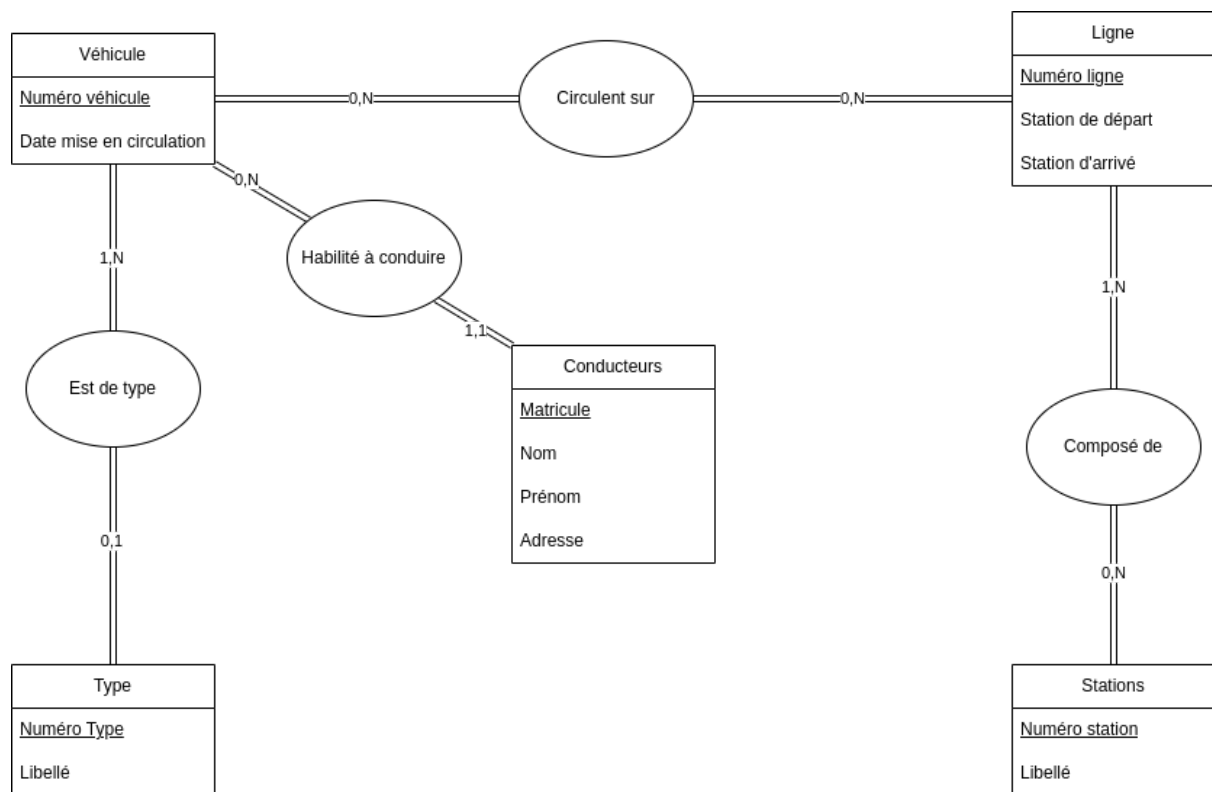 Véhicule
Numéro véhicule
Date mise en circulation
0,N
Circulent sur
0,N
Ligne
Numéro ligne
Station de départ
Station d'arrivé
0,N
Habilité à conduire
1,1
Conducteurs
Matricule
Nom
Prénom
Adresse
1,N
Est de type
0,1
Type
Numéro Type
Libellé
1,N
Composé de
0,N
Stations
Numéro station
Libellé